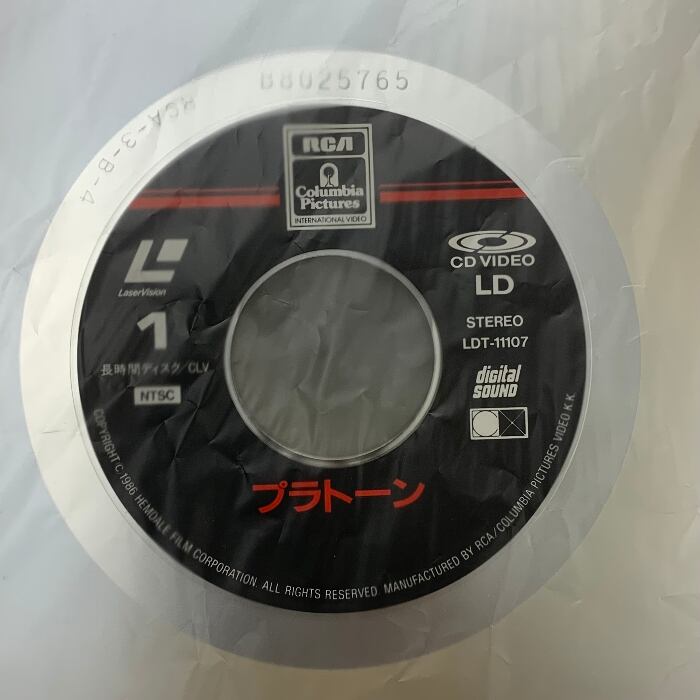 B8025765
RCA-3-B-4
RCA
Columbia
Pictures
INTERNATIONAL VIDEO
LaserVision
1
長時間ディスク/CLV
NTSC
CD VIDEO
LD
STEREO
LDT-11107
digital
SOUND
プラトーン
COPYRIGHT © 1986 HEMDALE FILM CORPORATION. ALL RIGHTS RESERVED. MANUFACTURED BY RCA/COLUMBIA PICTURES VIDEO K.K.